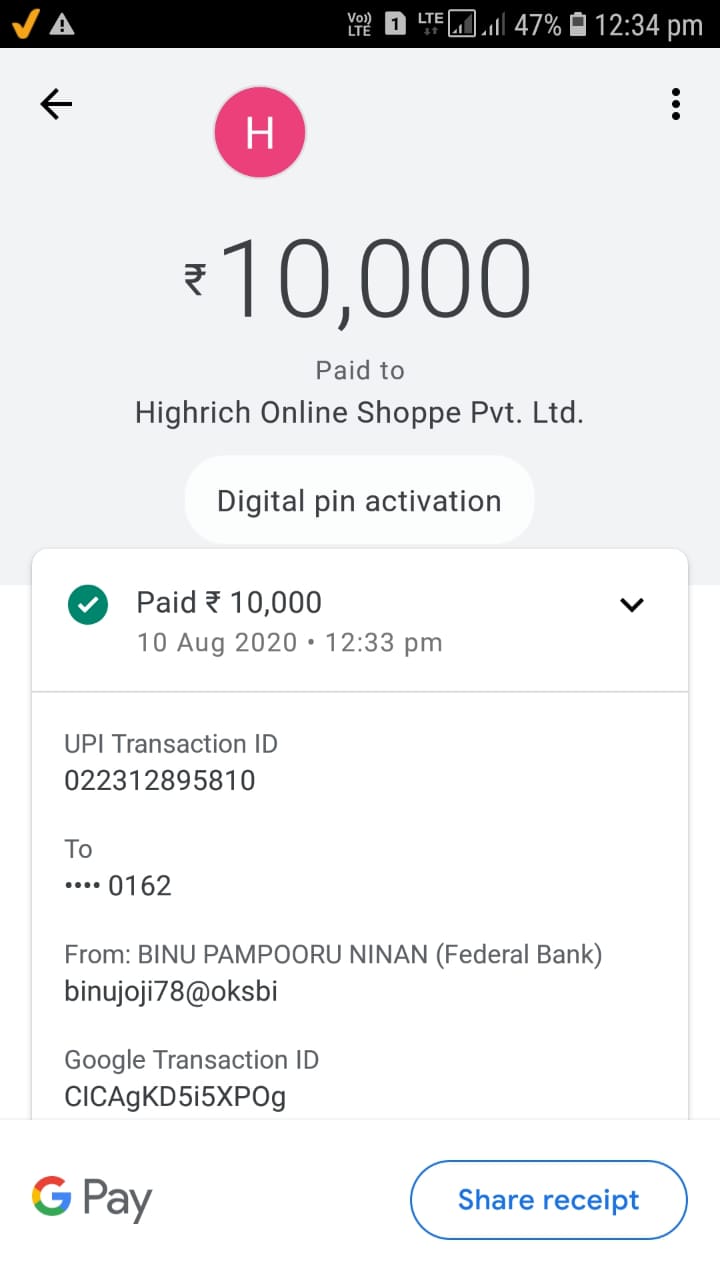 Vo)) LTE 1 LTE 47% 12:34 pm
H
₹10,000
Paid to
Highrich Online Shoppe Pvt. Ltd.
Digital pin activation
Paid ₹ 10,000
10 Aug 2020 • 12:33 pm
UPI Transaction ID
022312895810
To
•••• 0162
From: BINU PAMPOORU NINAN (Federal Bank)
binujoji78@oksbi
Google Transaction ID
CICAgKD5i5XPOg
G Pay
Share receipt